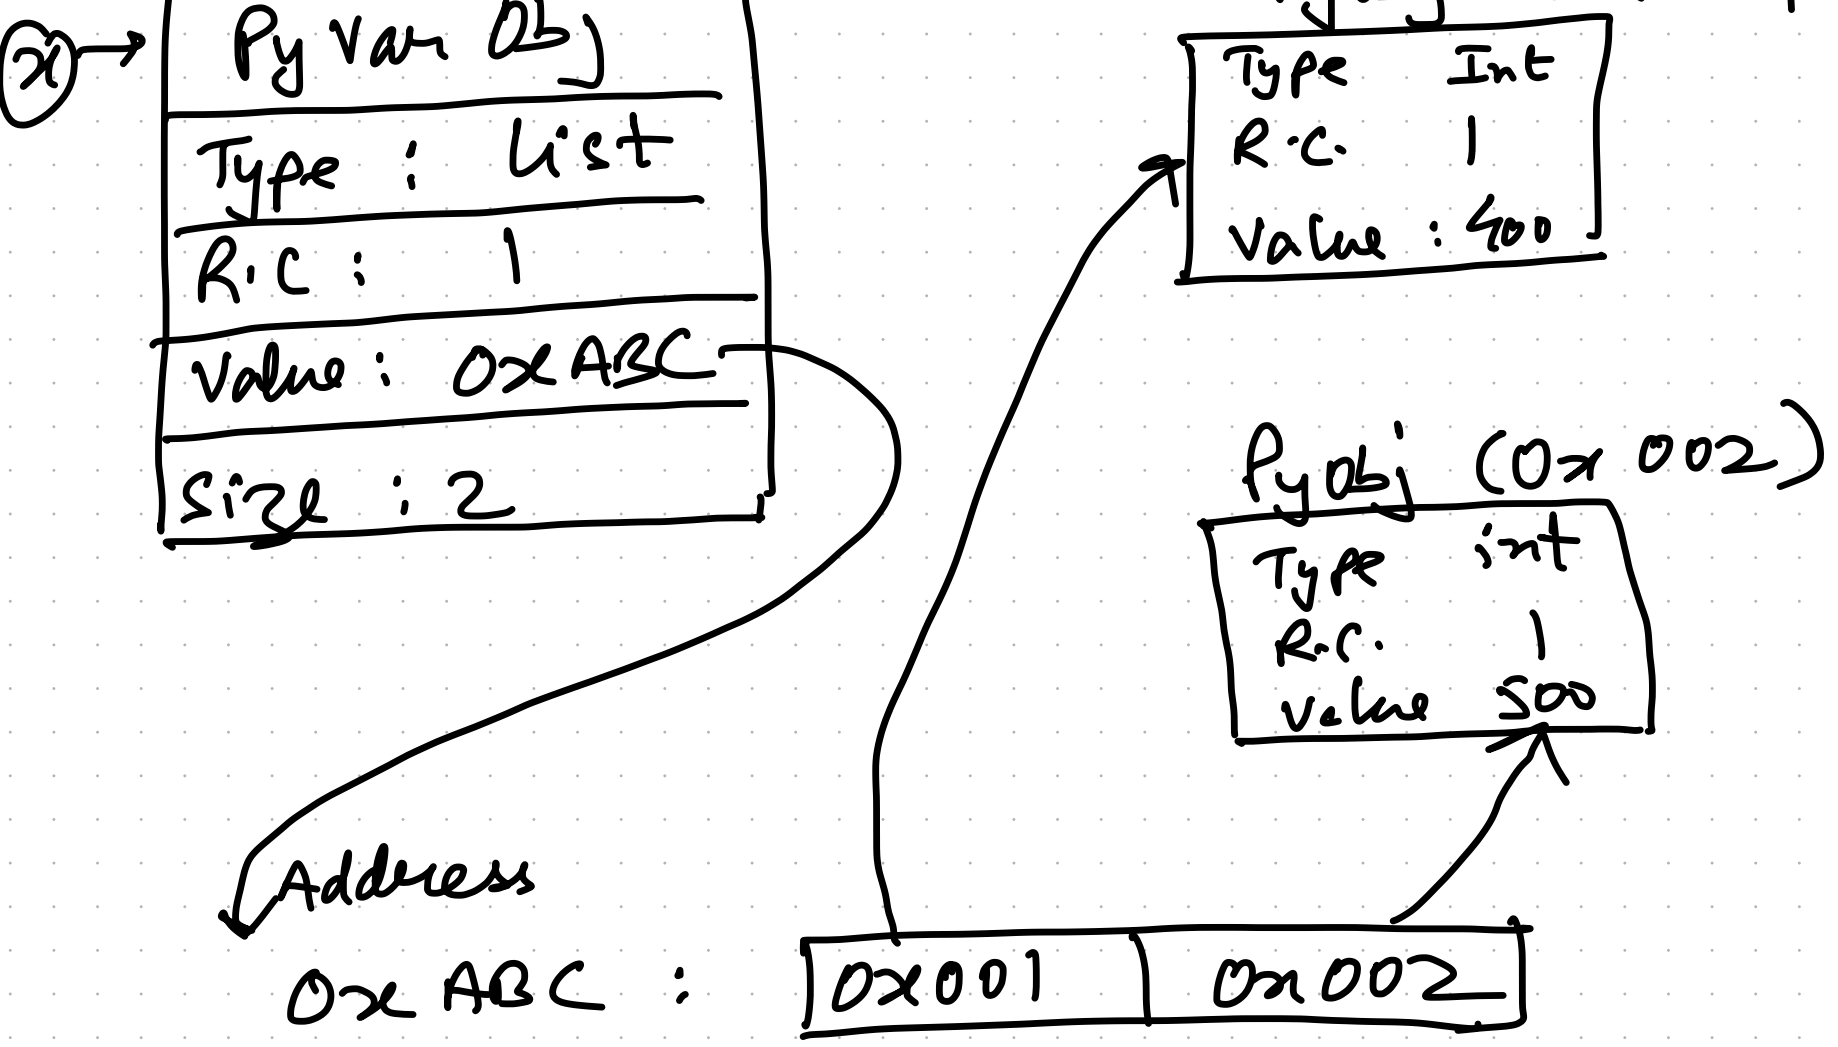 x
Py Var Obj
Type : List
R.C : 1
Value : 0xABC
Size : 2
Type Int
R.C. 1
Value : 400
PyObj (0x002)
Type int
R.C. 1
Value 500
Address
0xABC : 0x001 0x002